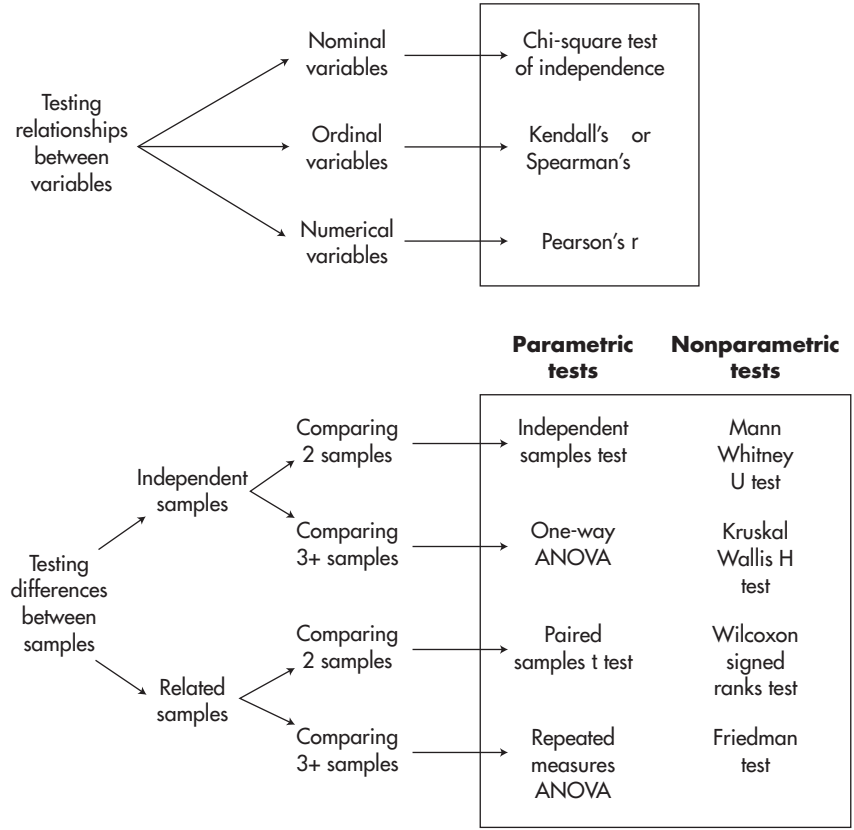 Testing
relationships
between
variables
Nominal
variables
Chi-square test
of independence
Ordinal
variables
Kendall's or
Spearman's
Numerical
variables
Pearson's r
Parametric
tests
Nonparametric
tests
Testing
differences
between
samples
Independent
samples
Comparing
2 samples
Independent
samples test
Mann
Whitney
U test
Comparing
3+ samples
One-way
ANOVA
Kruskal
Wallis H
test
Related
samples
Comparing
2 samples
Paired
samples t test
Wilcoxon
signed
ranks test
Comparing
3+ samples
Repeated
measures
ANOVA
Friedman
test